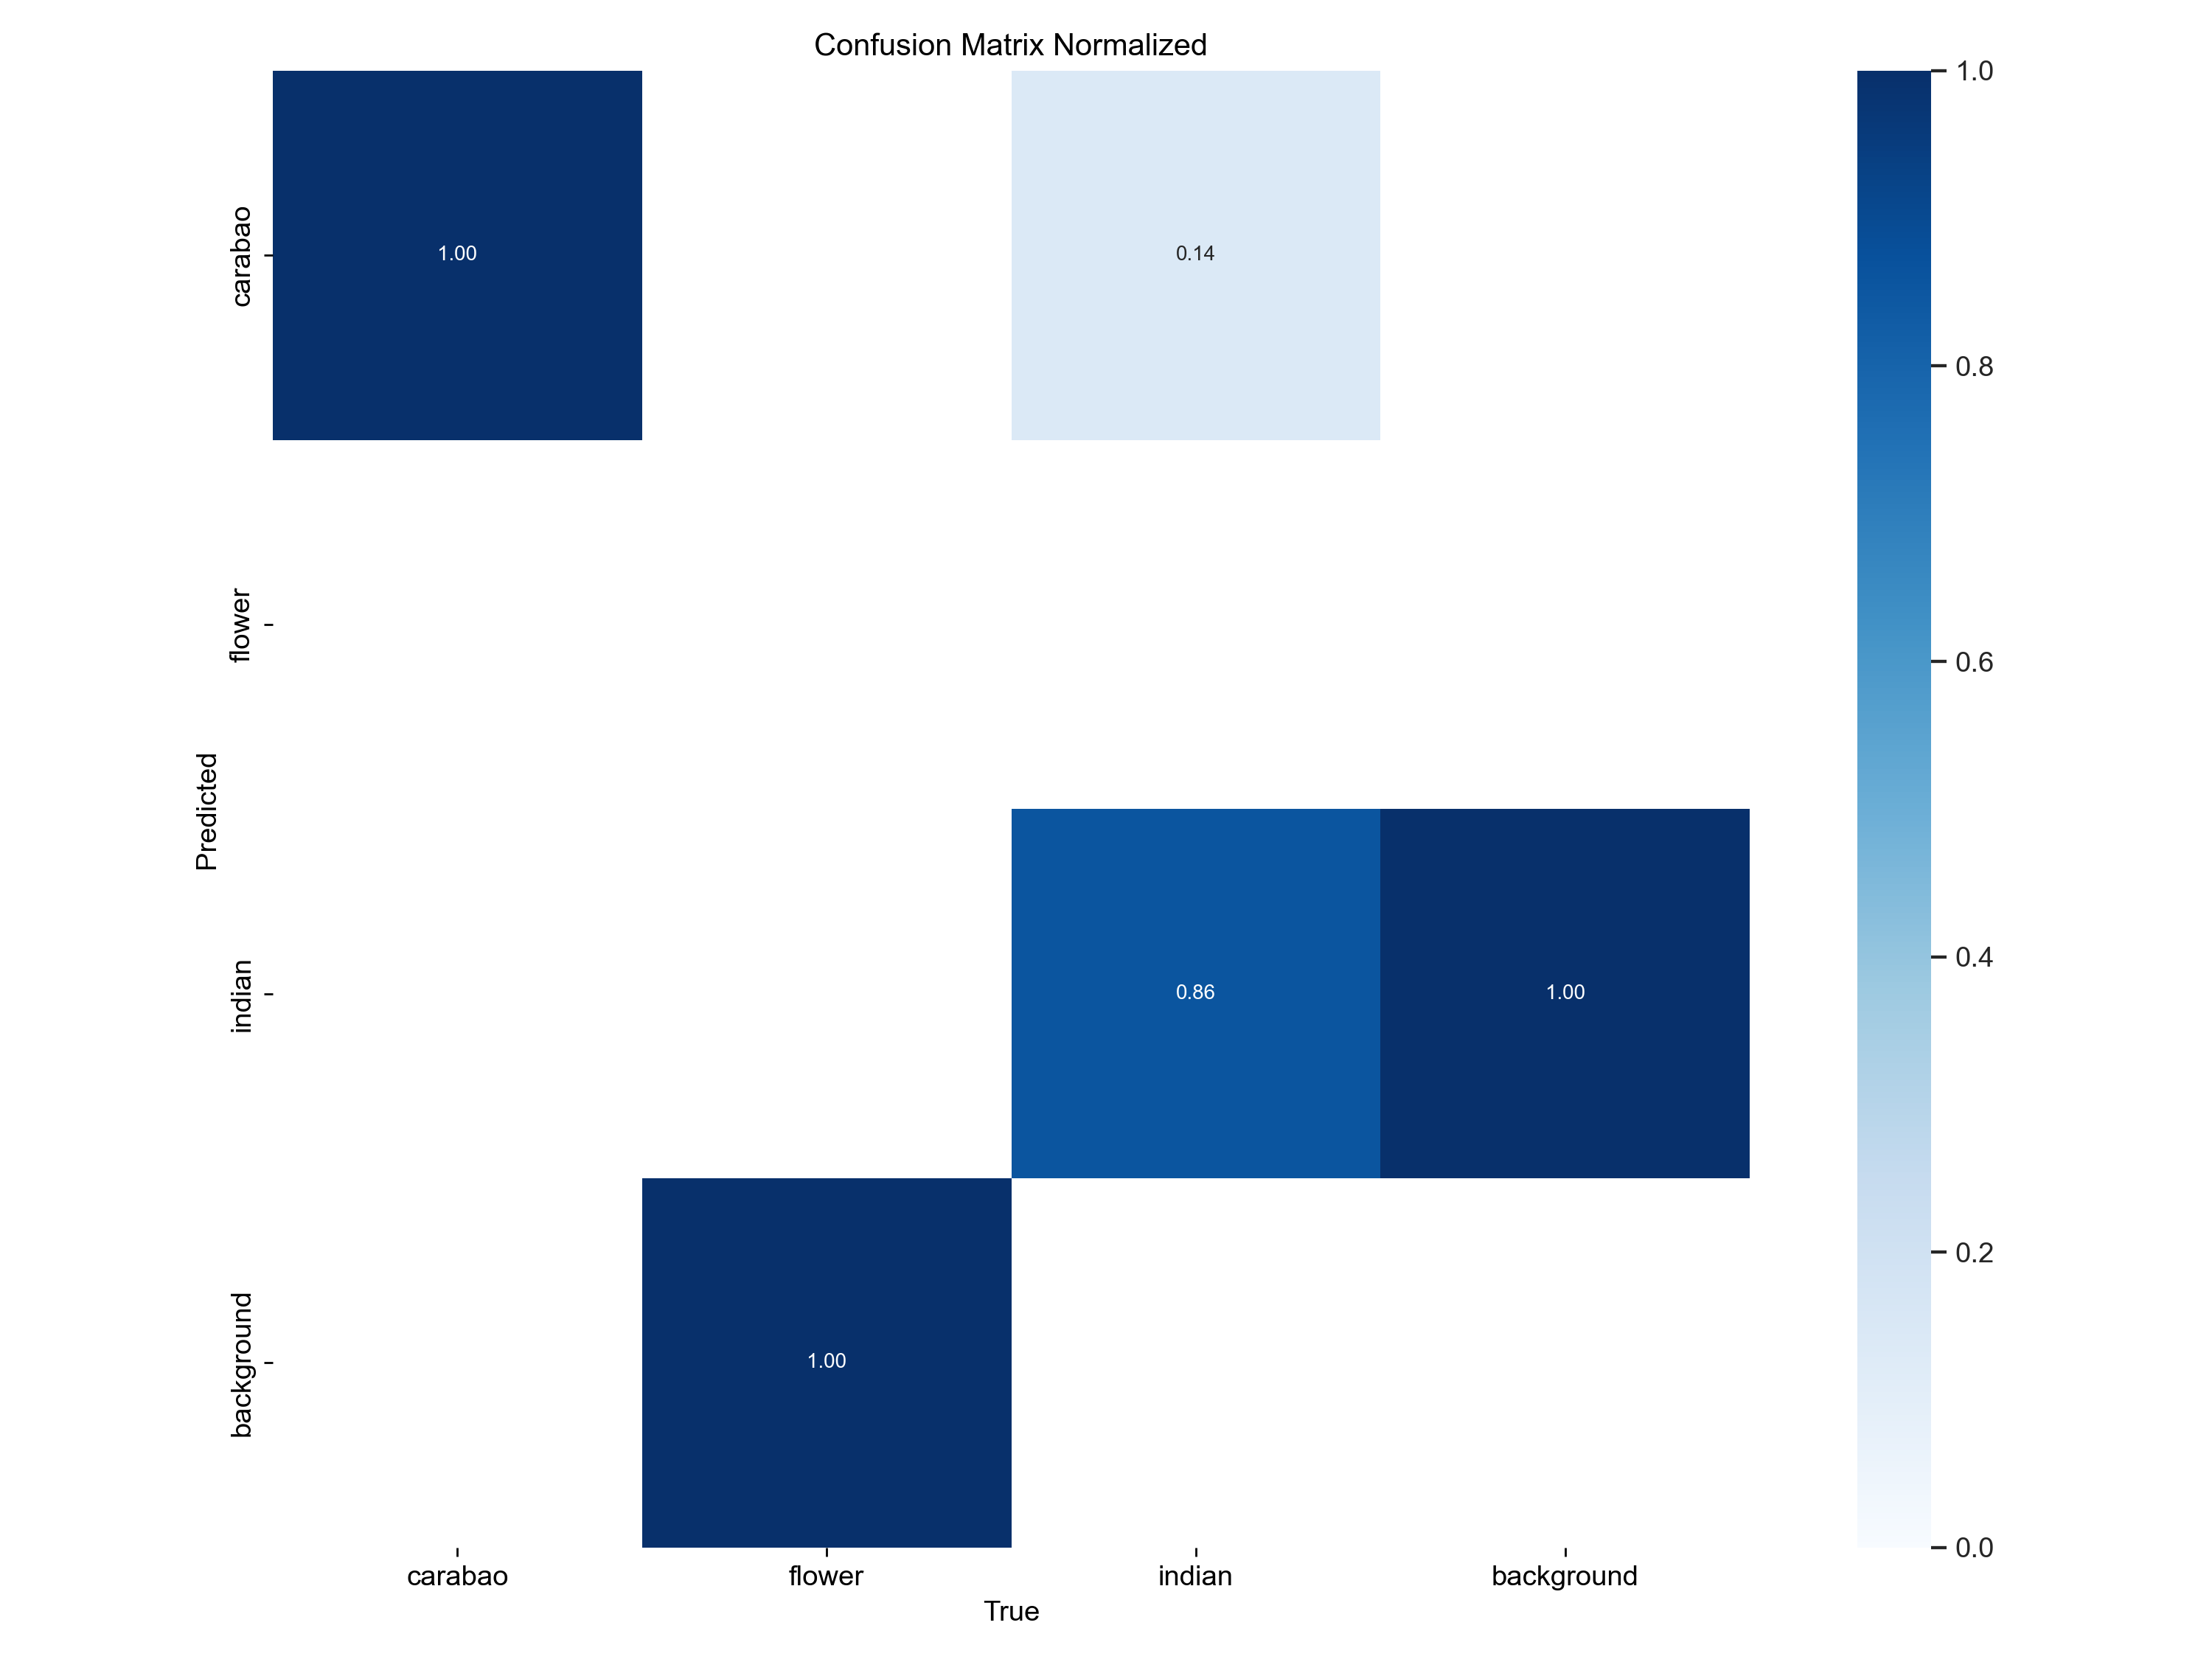 Confusion Matrix Normalized
carabao
1.00
0.14
flower
indian
0.86
1.00
background
1.00
Predicted
carabao
flower
indian
background
True
1.0
0.8
0.6
0.4
0.2
0.0